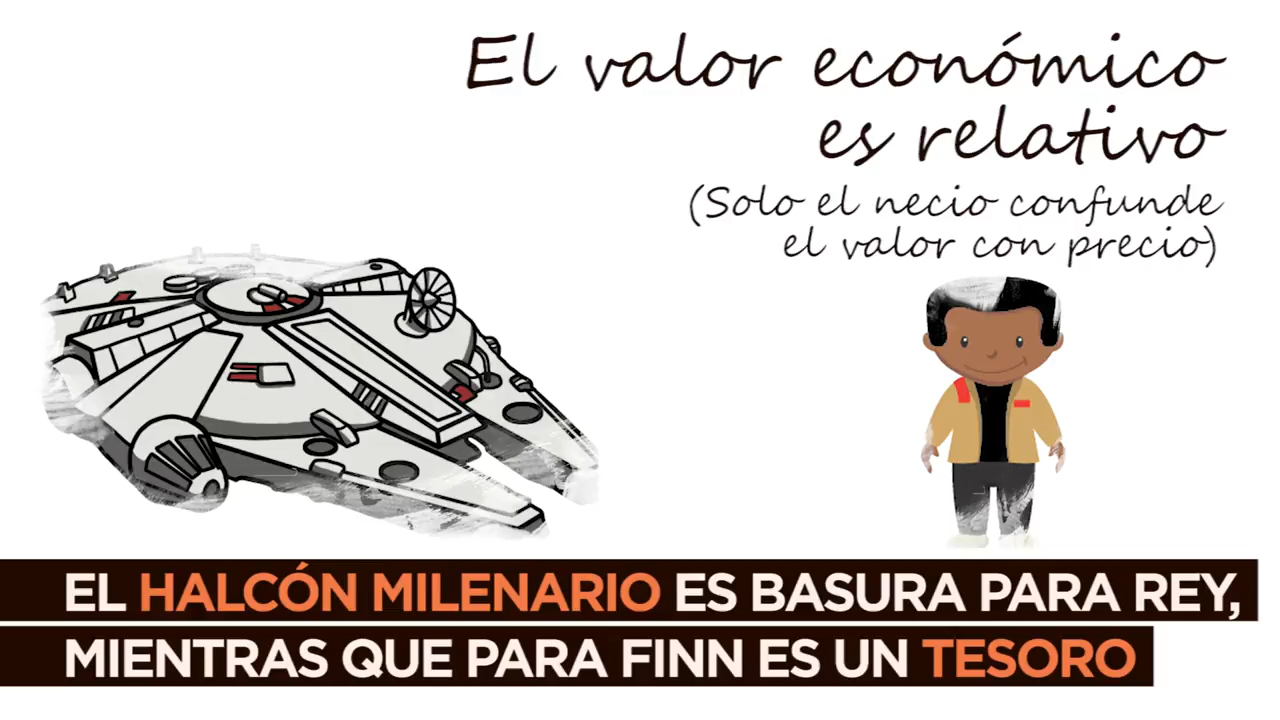 El valor económico
es relativo
(Solo el necio confunde
el valor con precio)
EL HALCÓN MILENARIO ES BASURA PARA REY,
MIENTRAS QUE PARA FINN ES UN TESORO